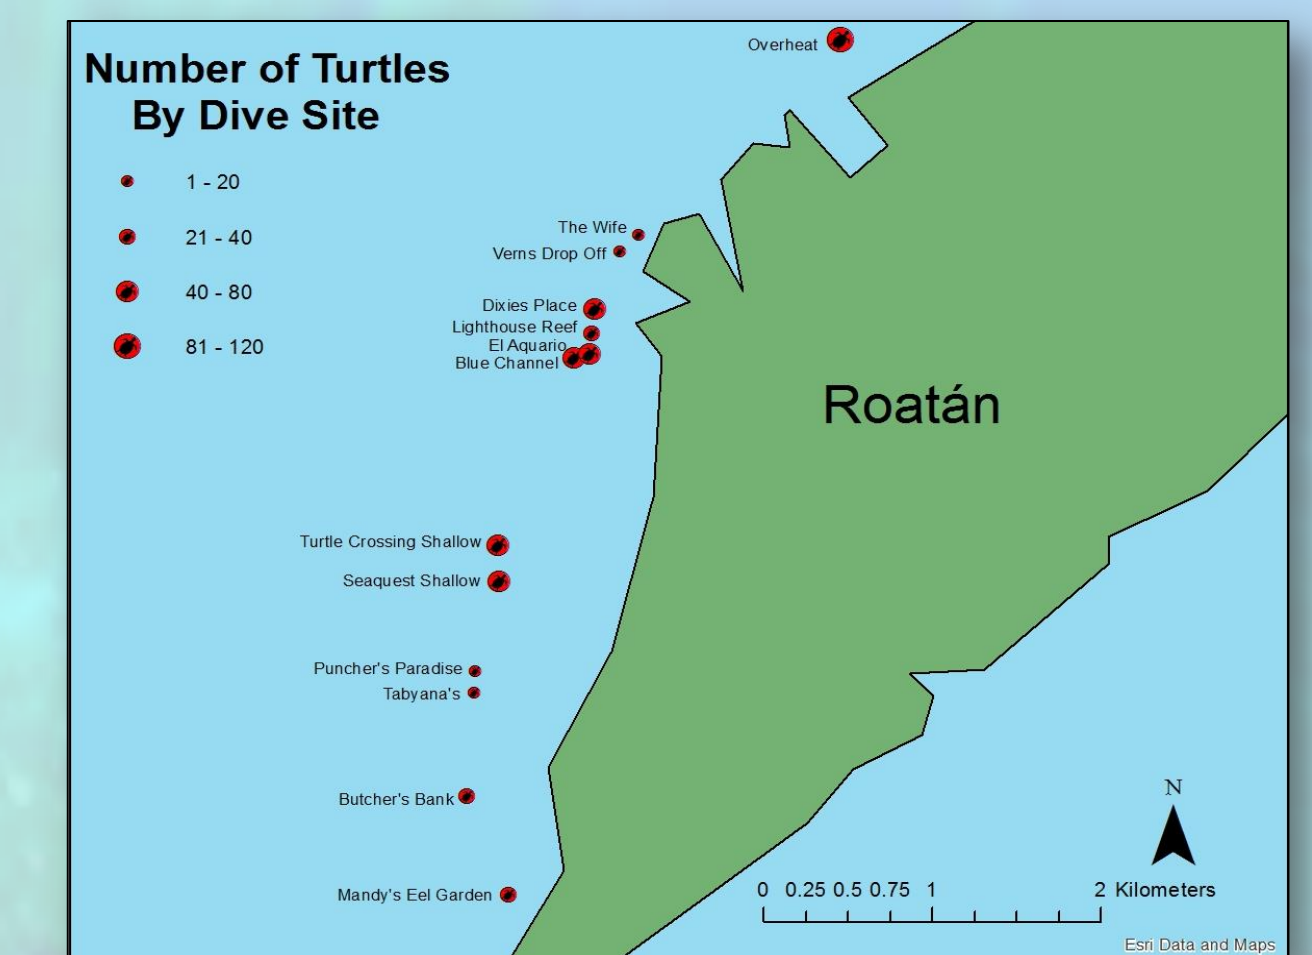 Number of Turtles
By Dive Site
1 - 20
21 - 40
40 - 80
81 - 120
Overheat
The Wife
Verns Drop Off
Dixies Place
Lighthouse Reef
El Aquario
Blue Channel
Roatán
Turtle Crossing Shallow
Seaquest Shallow
Puncher's Paradise
Tabyana's
Butcher's Bank
Mandy's Eel Garden
N
0 0.25 0.5 0.75 1 2 Kilometers
Esri Data and Maps